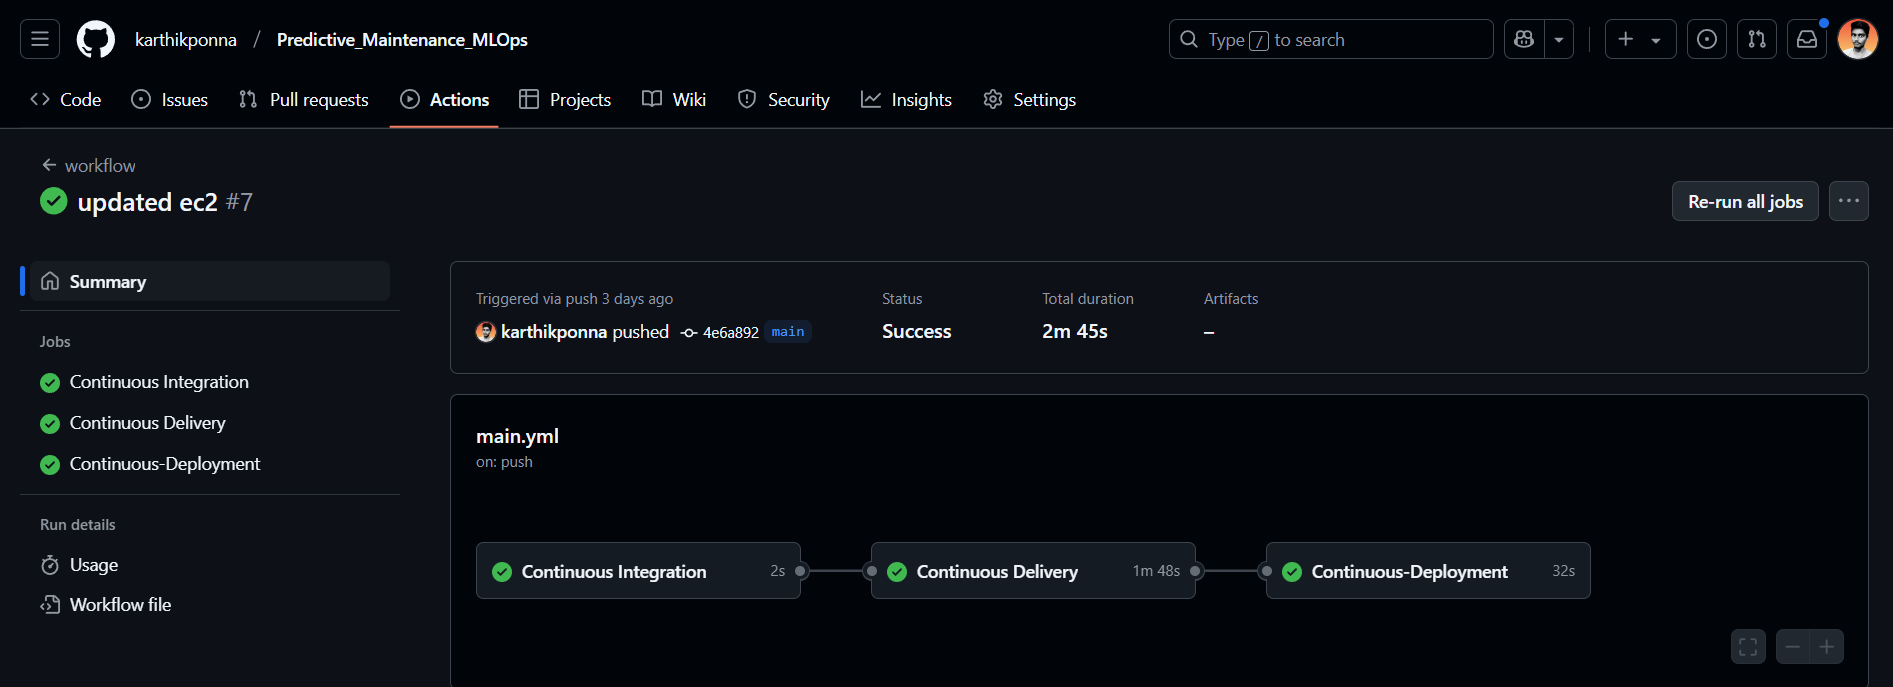 karthikponna / Predictive_Maintenance_MLOps
Type / to search
Code
Issues
Pull requests
Actions
Projects
Wiki
Security
Insights
Settings
workflow
updated ec2 #7
Re-run all jobs
Summary
Jobs
Continuous Integration
Continuous Delivery
Continuous-Deployment
Run details
Usage
Workflow file
Triggered via push 3 days ago
karthikponna pushed 4e6a892 main
Status
Success
Total duration
2m 45s
Artifacts
–
main.yml
on: push
Continuous Integration 2s
Continuous Delivery 1m 48s
Continuous-Deployment 32s